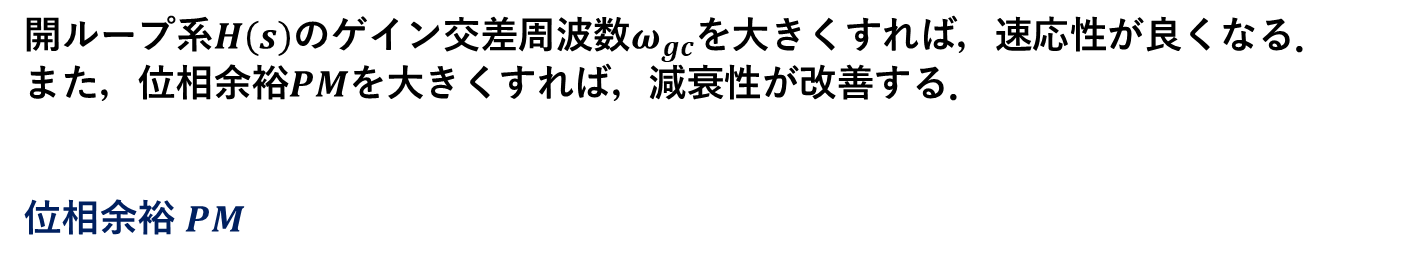 開ループ系H(s)のゲイン交差周波数ω_gcを大きくすれば，速応性が良くなる．
また，位相余裕PMを大きくすれば，減衰性が改善する．
位相余裕 PM